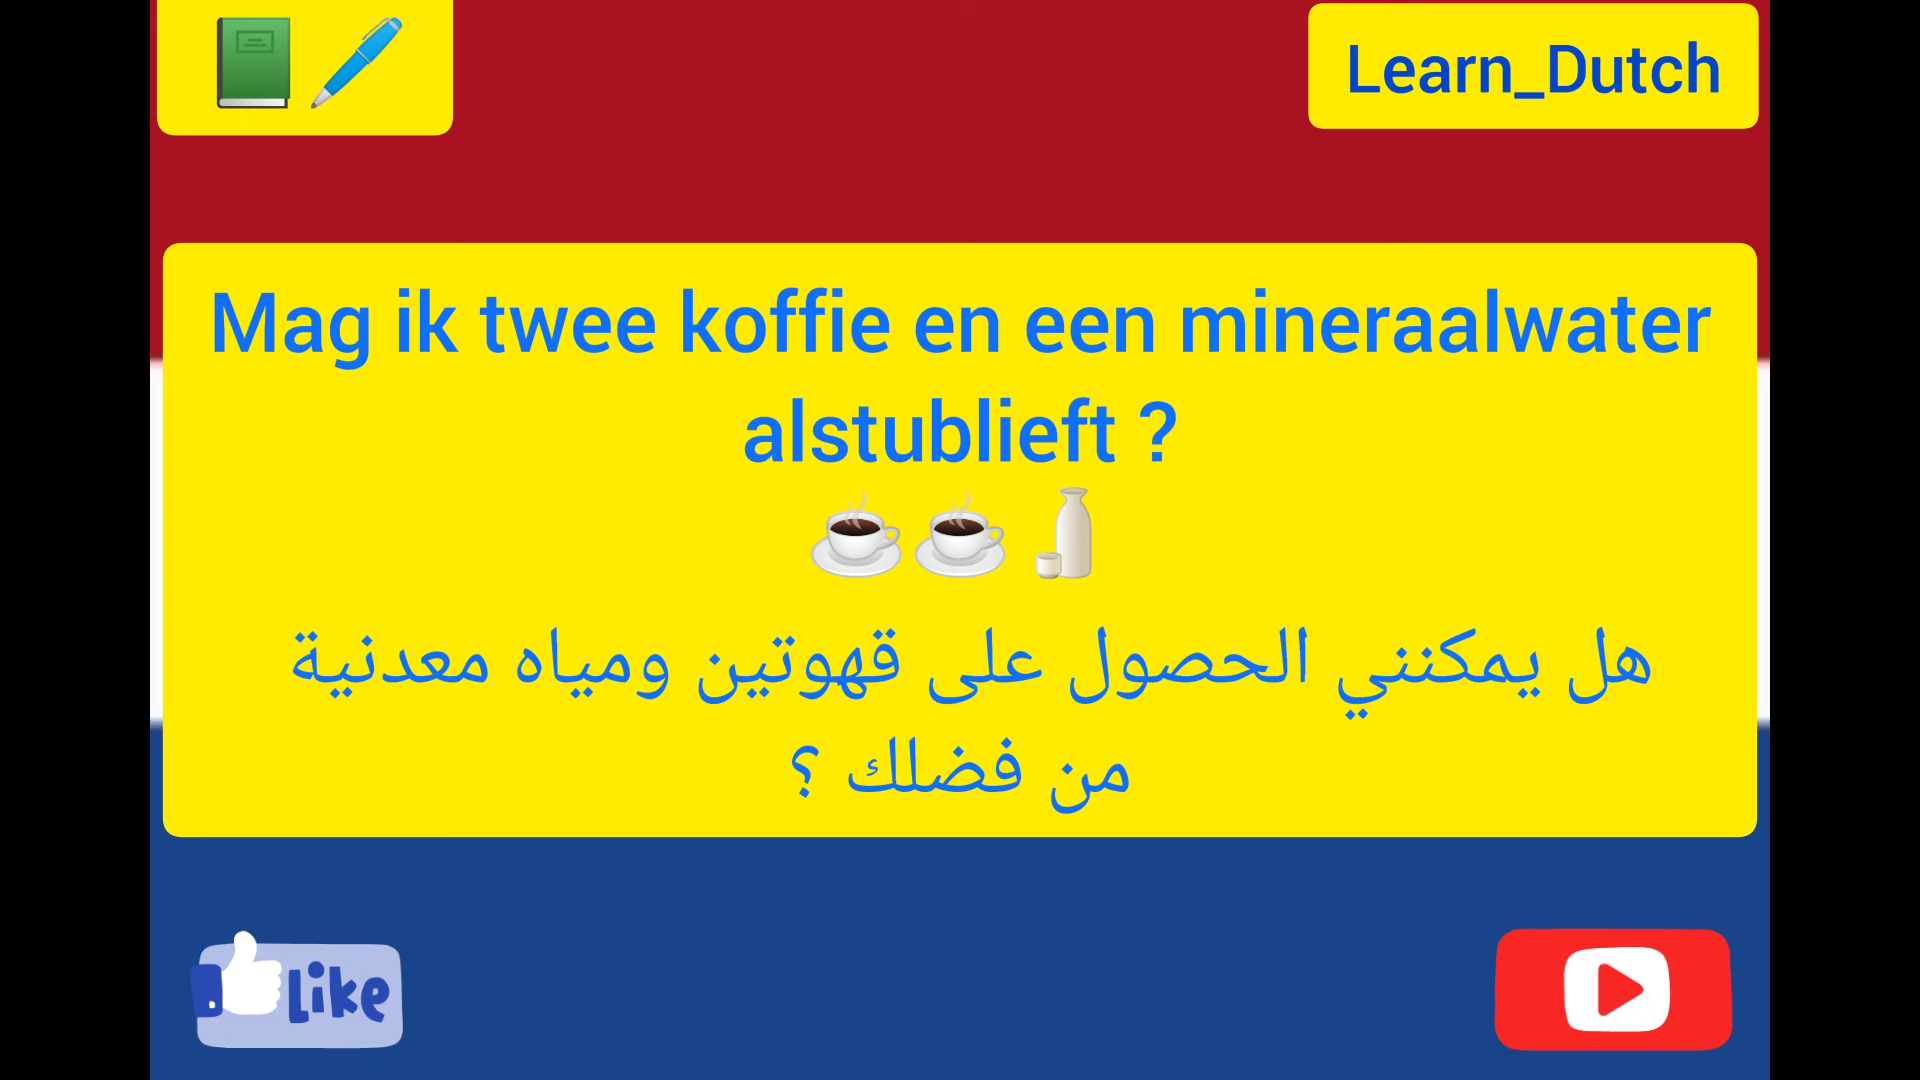 Learn_Dutch
Mag ik twee koffie en een mineraalwater
alstublieft ?
هل يمكنني الحصول على قهوتين ومياه معدنية
من فضلك ؟
Like